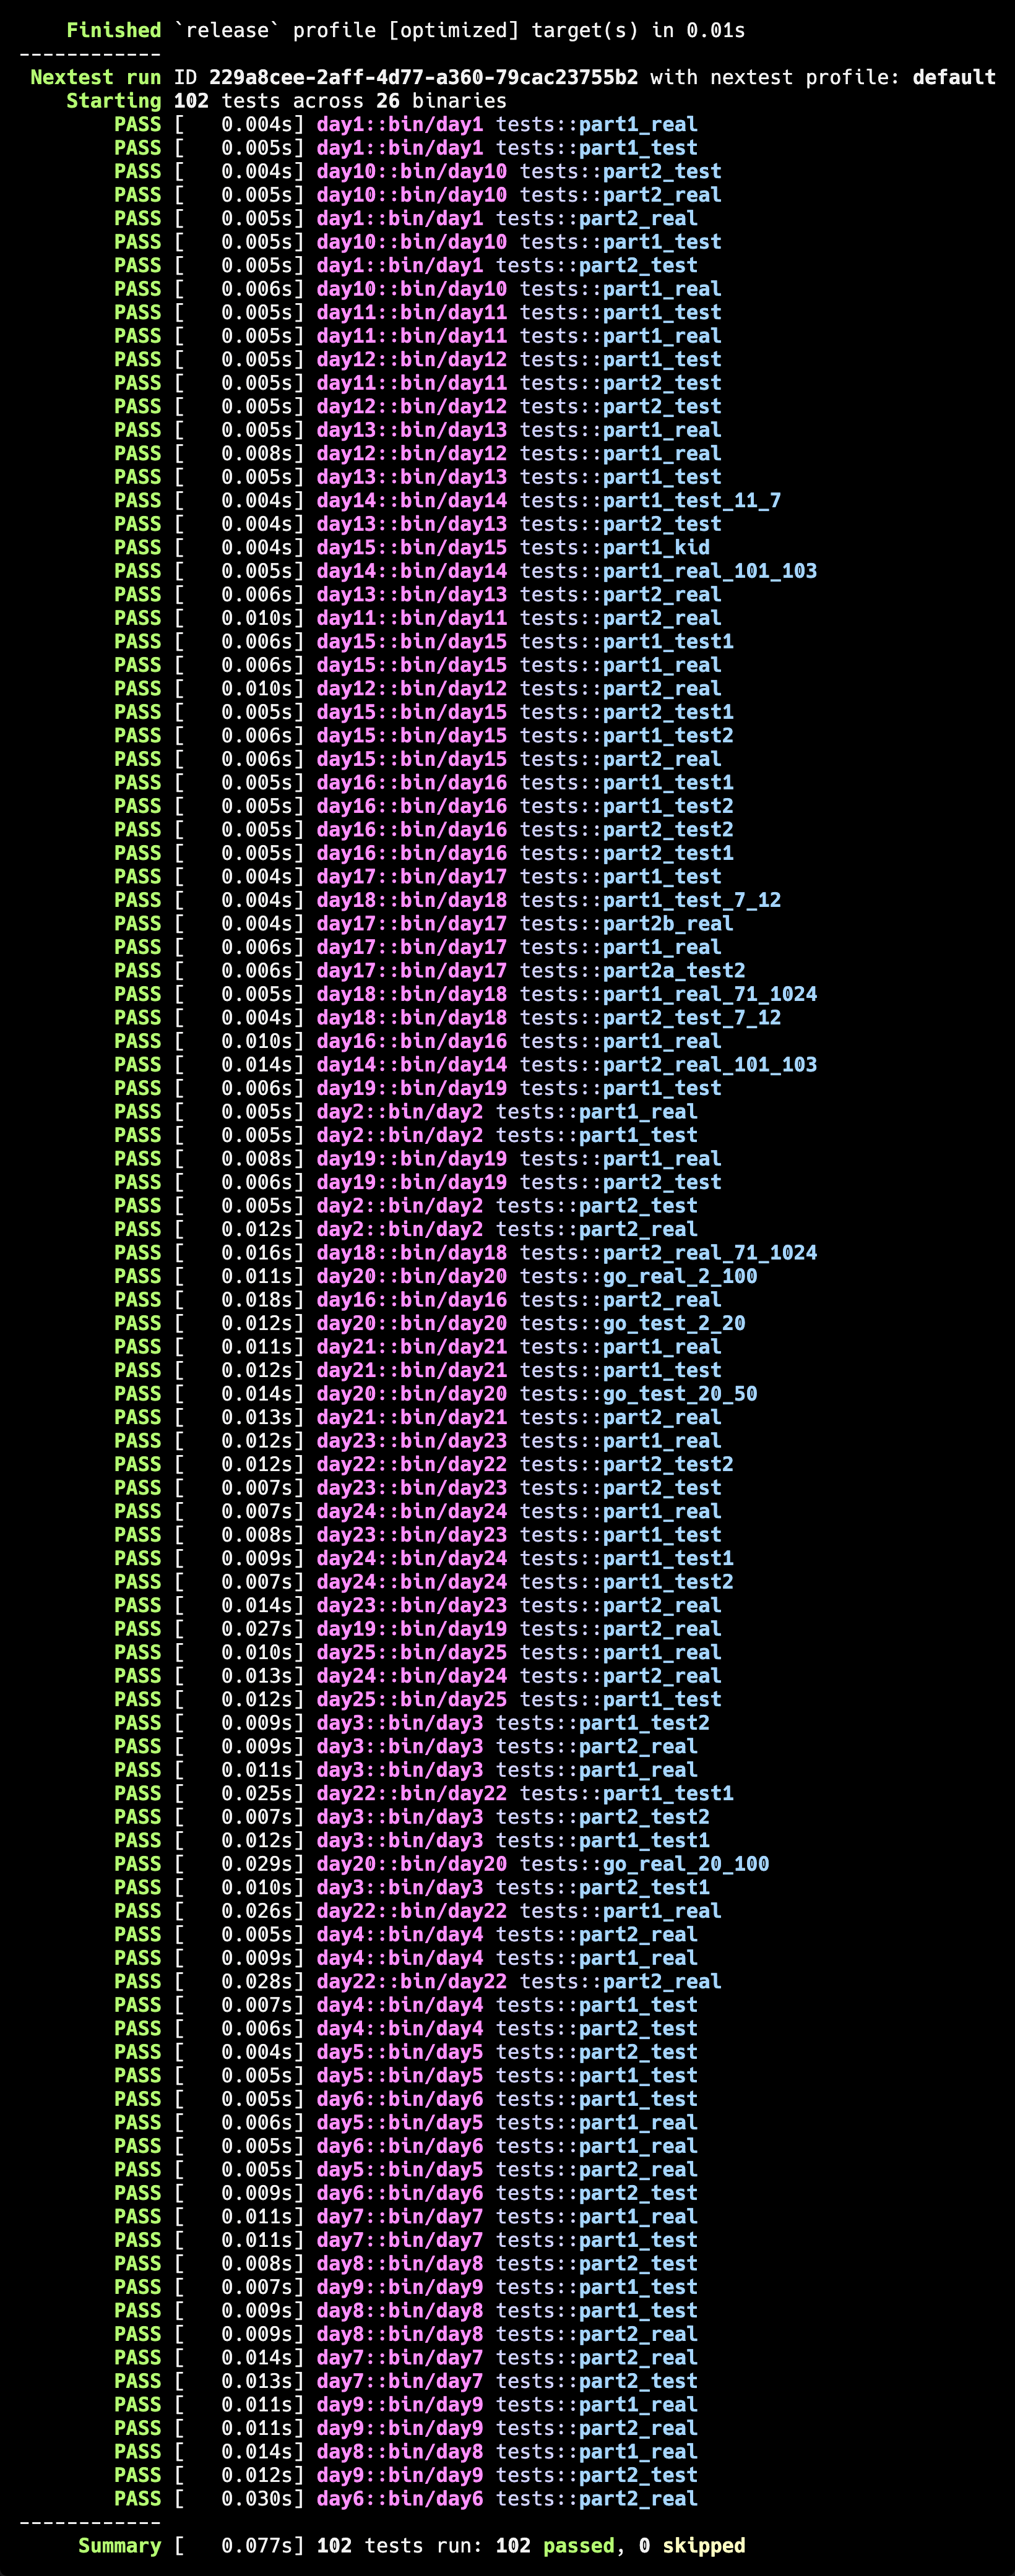 Finished `release` profile [optimized] target(s) in 0.01s
------------
Nextest run ID 229a8cee-2aff-4d77-a360-79cac23755b2 with nextest profile: default
Starting 102 tests across 26 binaries
PASS [   0.004s] day1::bin/day1 tests::part1_real
PASS [   0.005s] day1::bin/day1 tests::part1_test
PASS [   0.004s] day10::bin/day10 tests::part2_test
PASS [   0.005s] day10::bin/day10 tests::part2_real
PASS [   0.005s] day1::bin/day1 tests::part2_real
PASS [   0.005s] day10::bin/day10 tests::part1_test
PASS [   0.005s] day1::bin/day1 tests::part2_test
PASS [   0.006s] day10::bin/day10 tests::part1_real
PASS [   0.005s] day11::bin/day11 tests::part1_test
PASS [   0.005s] day11::bin/day11 tests::part1_real
PASS [   0.005s] day12::bin/day12 tests::part1_test
PASS [   0.005s] day11::bin/day11 tests::part2_test
PASS [   0.005s] day12::bin/day12 tests::part2_test
PASS [   0.005s] day13::bin/day13 tests::part1_real
PASS [   0.008s] day12::bin/day12 tests::part1_real
PASS [   0.005s] day13::bin/day13 tests::part1_test
PASS [   0.004s] day14::bin/day14 tests::part1_test_11_7
PASS [   0.004s] day13::bin/day13 tests::part2_test
PASS [   0.004s] day15::bin/day15 tests::part1_kid
PASS [   0.005s] day14::bin/day14 tests::part1_real_101_103
PASS [   0.006s] day13::bin/day13 tests::part2_real
PASS [   0.010s] day11::bin/day11 tests::part2_real
PASS [   0.006s] day15::bin/day15 tests::part1_test1
PASS [   0.006s] day15::bin/day15 tests::part1_real
PASS [   0.010s] day12::bin/day12 tests::part2_real
PASS [   0.005s] day15::bin/day15 tests::part2_test1
PASS [   0.006s] day15::bin/day15 tests::part1_test2
PASS [   0.006s] day15::bin/day15 tests::part2_real
PASS [   0.005s] day16::bin/day16 tests::part1_test1
PASS [   0.005s] day16::bin/day16 tests::part1_test2
PASS [   0.005s] day16::bin/day16 tests::part2_test2
PASS [   0.005s] day16::bin/day16 tests::part2_test1
PASS [   0.004s] day17::bin/day17 tests::part1_test
PASS [   0.004s] day18::bin/day18 tests::part1_test_7_12
PASS [   0.004s] day17::bin/day17 tests::part2b_real
PASS [   0.006s] day17::bin/day17 tests::part1_real
PASS [   0.006s] day17::bin/day17 tests::part2a_test2
PASS [   0.005s] day18::bin/day18 tests::part1_real_71_1024
PASS [   0.004s] day18::bin/day18 tests::part2_test_7_12
PASS [   0.010s] day16::bin/day16 tests::part1_real
PASS [   0.014s] day14::bin/day14 tests::part2_real_101_103
PASS [   0.006s] day19::bin/day19 tests::part1_test
PASS [   0.005s] day2::bin/day2 tests::part1_real
PASS [   0.005s] day2::bin/day2 tests::part1_test
PASS [   0.008s] day19::bin/day19 tests::part1_real
PASS [   0.006s] day19::bin/day19 tests::part2_test
PASS [   0.005s] day2::bin/day2 tests::part2_test
PASS [   0.012s] day2::bin/day2 tests::part2_real
PASS [   0.016s] day18::bin/day18 tests::part2_real_71_1024
PASS [   0.011s] day20::bin/day20 tests::go_real_2_100
PASS [   0.018s] day16::bin/day16 tests::part2_real
PASS [   0.012s] day20::bin/day20 tests::go_test_2_20
PASS [   0.011s] day21::bin/day21 tests::part1_real
PASS [   0.012s] day21::bin/day21 tests::part1_test
PASS [   0.014s] day20::bin/day20 tests::go_test_20_50
PASS [   0.013s] day21::bin/day21 tests::part2_real
PASS [   0.012s] day23::bin/day23 tests::part1_real
PASS [   0.012s] day22::bin/day22 tests::part2_test2
PASS [   0.007s] day23::bin/day23 tests::part2_test
PASS [   0.007s] day24::bin/day24 tests::part1_real
PASS [   0.008s] day23::bin/day23 tests::part1_test
PASS [   0.009s] day24::bin/day24 tests::part1_test1
PASS [   0.007s] day24::bin/day24 tests::part1_test2
PASS [   0.014s] day23::bin/day23 tests::part2_real
PASS [   0.027s] day19::bin/day19 tests::part2_real
PASS [   0.010s] day25::bin/day25 tests::part1_real
PASS [   0.013s] day24::bin/day24 tests::part2_real
PASS [   0.012s] day25::bin/day25 tests::part1_test
PASS [   0.009s] day3::bin/day3 tests::part1_test2
PASS [   0.009s] day3::bin/day3 tests::part2_real
PASS [   0.011s] day3::bin/day3 tests::part1_real
PASS [   0.025s] day22::bin/day22 tests::part1_test1
PASS [   0.007s] day3::bin/day3 tests::part2_test2
PASS [   0.012s] day3::bin/day3 tests::part1_test1
PASS [   0.029s] day20::bin/day20 tests::go_real_20_100
PASS [   0.010s] day3::bin/day3 tests::part2_test1
PASS [   0.026s] day22::bin/day22 tests::part1_real
PASS [   0.005s] day4::bin/day4 tests::part2_real
PASS [   0.009s] day4::bin/day4 tests::part1_real
PASS [   0.028s] day22::bin/day22 tests::part2_real
PASS [   0.007s] day4::bin/day4 tests::part1_test
PASS [   0.006s] day4::bin/day4 tests::part2_test
PASS [   0.004s] day5::bin/day5 tests::part2_test
PASS [   0.005s] day5::bin/day5 tests::part1_test
PASS [   0.005s] day6::bin/day6 tests::part1_test
PASS [   0.006s] day5::bin/day5 tests::part1_real
PASS [   0.005s] day6::bin/day6 tests::part1_real
PASS [   0.005s] day5::bin/day5 tests::part2_real
PASS [   0.009s] day6::bin/day6 tests::part2_test
PASS [   0.011s] day7::bin/day7 tests::part1_real
PASS [   0.011s] day7::bin/day7 tests::part1_test
PASS [   0.008s] day8::bin/day8 tests::part2_test
PASS [   0.007s] day9::bin/day9 tests::part1_test
PASS [   0.009s] day8::bin/day8 tests::part1_test
PASS [   0.009s] day8::bin/day8 tests::part2_real
PASS [   0.014s] day7::bin/day7 tests::part2_real
PASS [   0.013s] day7::bin/day7 tests::part2_test
PASS [   0.011s] day9::bin/day9 tests::part1_real
PASS [   0.011s] day9::bin/day9 tests::part2_real
PASS [   0.014s] day8::bin/day8 tests::part1_real
PASS [   0.012s] day9::bin/day9 tests::part2_test
PASS [   0.030s] day6::bin/day6 tests::part2_real
------------
Summary [   0.077s] 102 tests run: 102 passed, 0 skipped